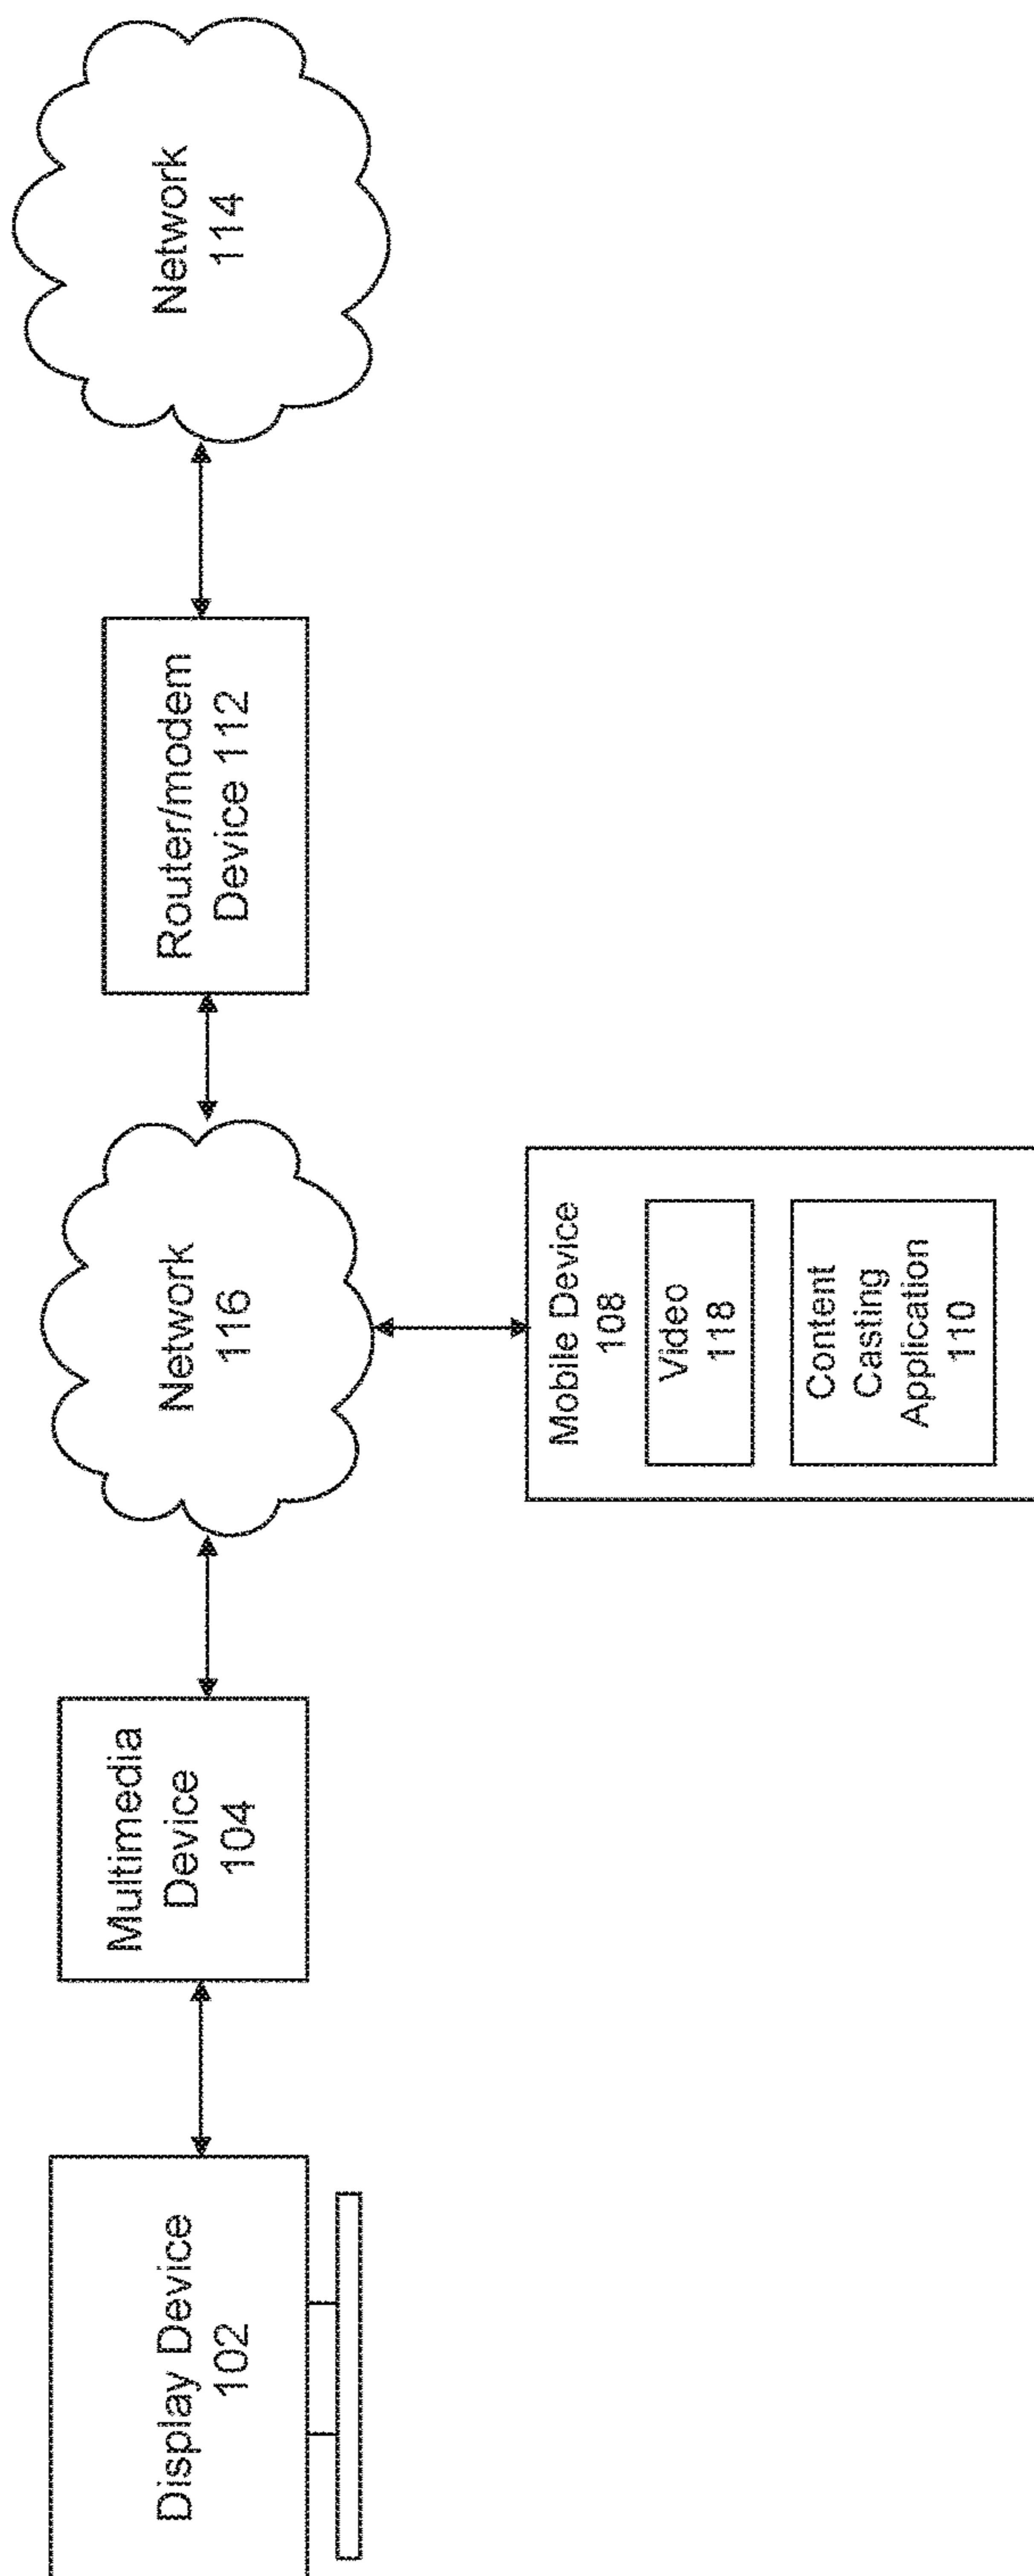 Display Device
102
Multimedia
Device
104
Network
116
Router/modem
Device 112
Network
114
Mobile Device
108
Video
118
Content
Casting
Application
110